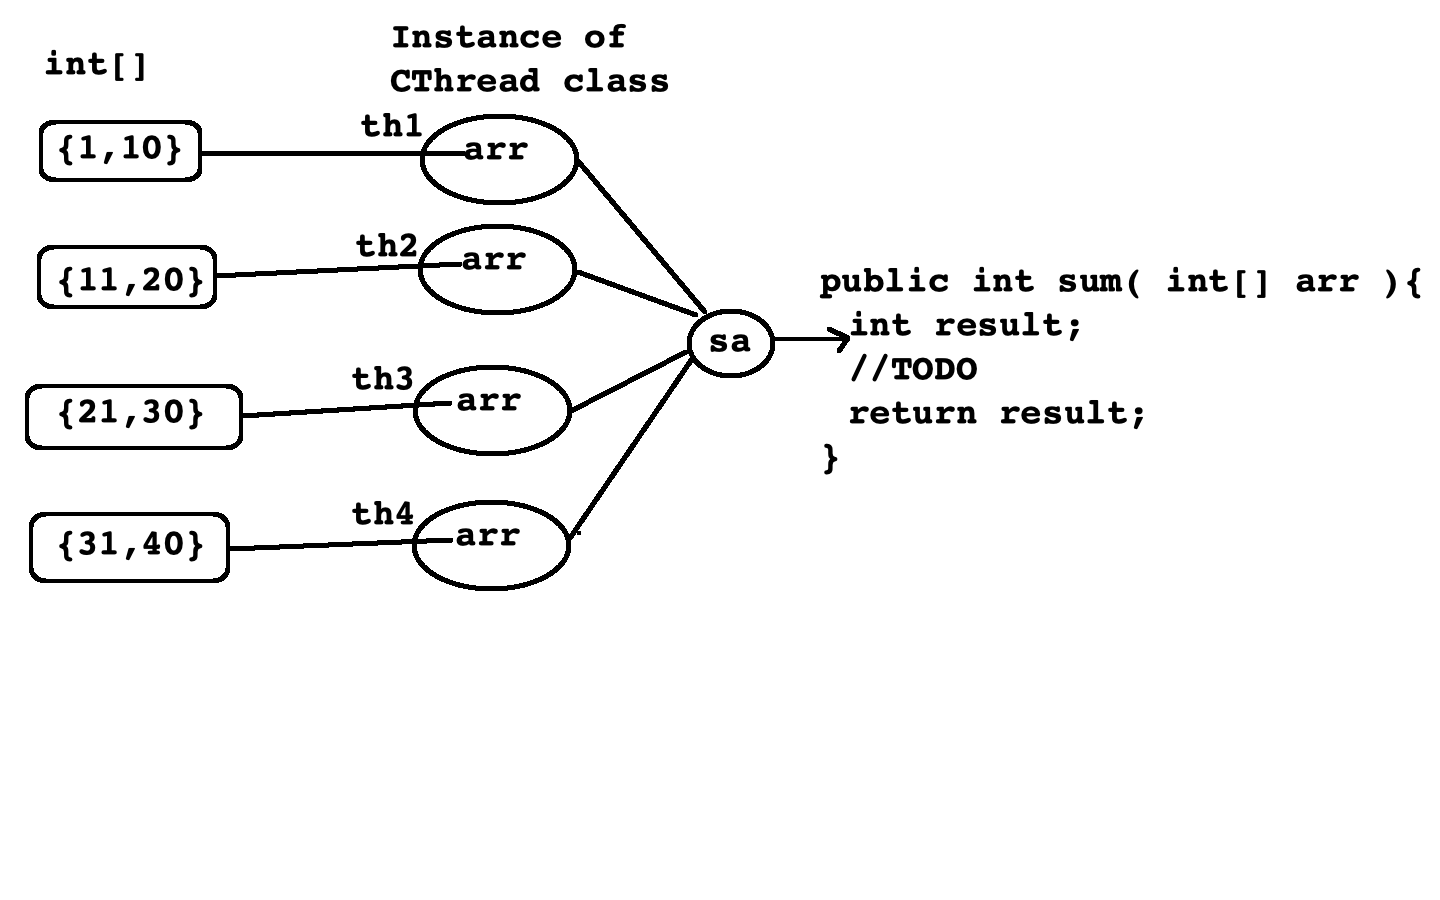 int[]
Instance of
CThread class
{1,10}
th1
arr
{11,20}
th2
arr
{21,30}
th3
arr
{31,40}
th4
arr
sa
public int sum( int[] arr ){
int result;
//TODO
return result;
}